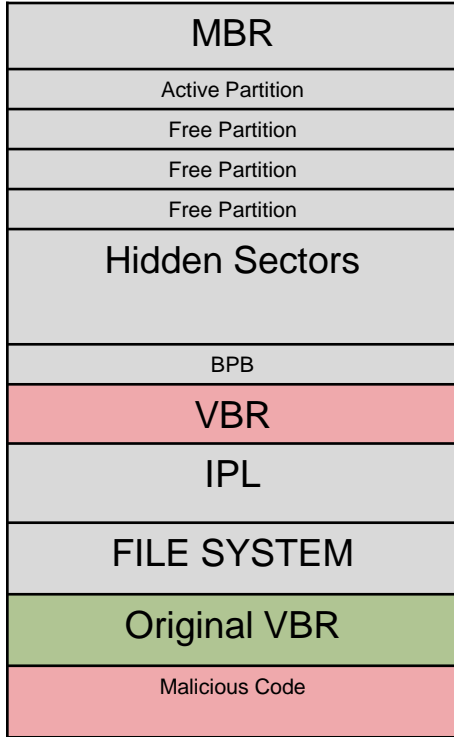 MBR
Active Partition
Free Partition
Free Partition
Free Partition
Hidden Sectors
BPB
VBR
IPL
FILE SYSTEM
Original VBR
Malicious Code